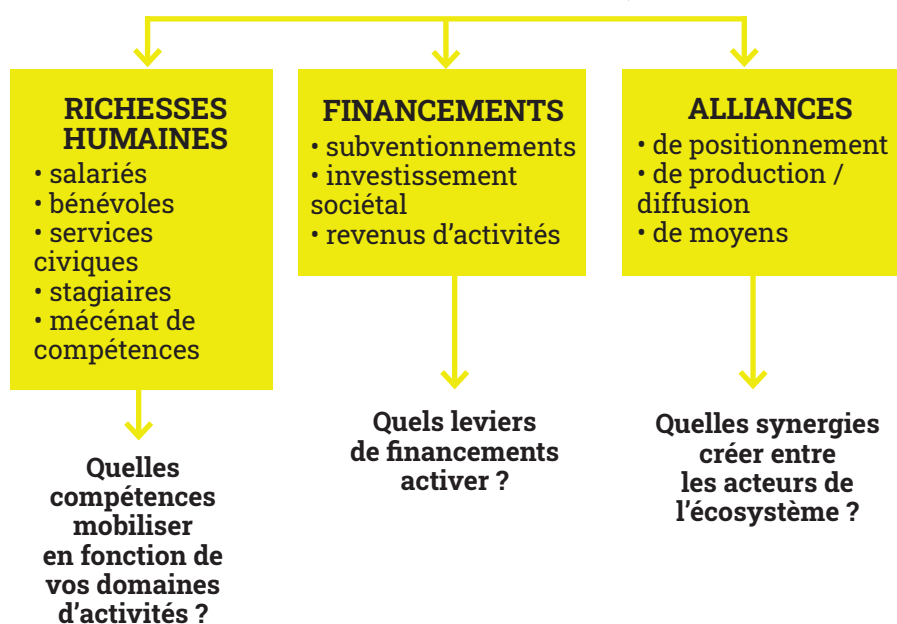 RICHESSES
HUMAINES
• salariés
• bénévoles
• services
civiques
• stagiaires
• mécénat de
compétences
Quelles
compétences
mobiliser
en fonction de
vos domaines
d'activités ?
FINANCEMENTS
• subventionnements
• investissement
sociétal
• revenus d'activités
Quels leviers
de financements
activer ?
ALLIANCES
• de positionnement
• de production /
diffusion
• de moyens
Quelles synergies
créer entre
les acteurs de
l'écosystème ?